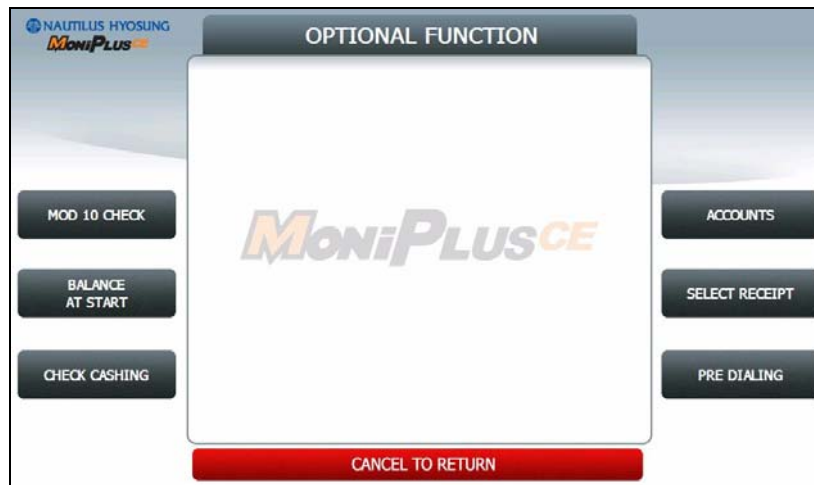 NAUTILUS HYOSUNG
MONiPLUS CE
OPTIONAL FUNCTION
MONiPLUS CE
MOD 10 CHECK
ACCOUNTS
BALANCE
AT START
SELECT RECEIPT
CHECK CASHING
PRE DIALING
CANCEL TO RETURN